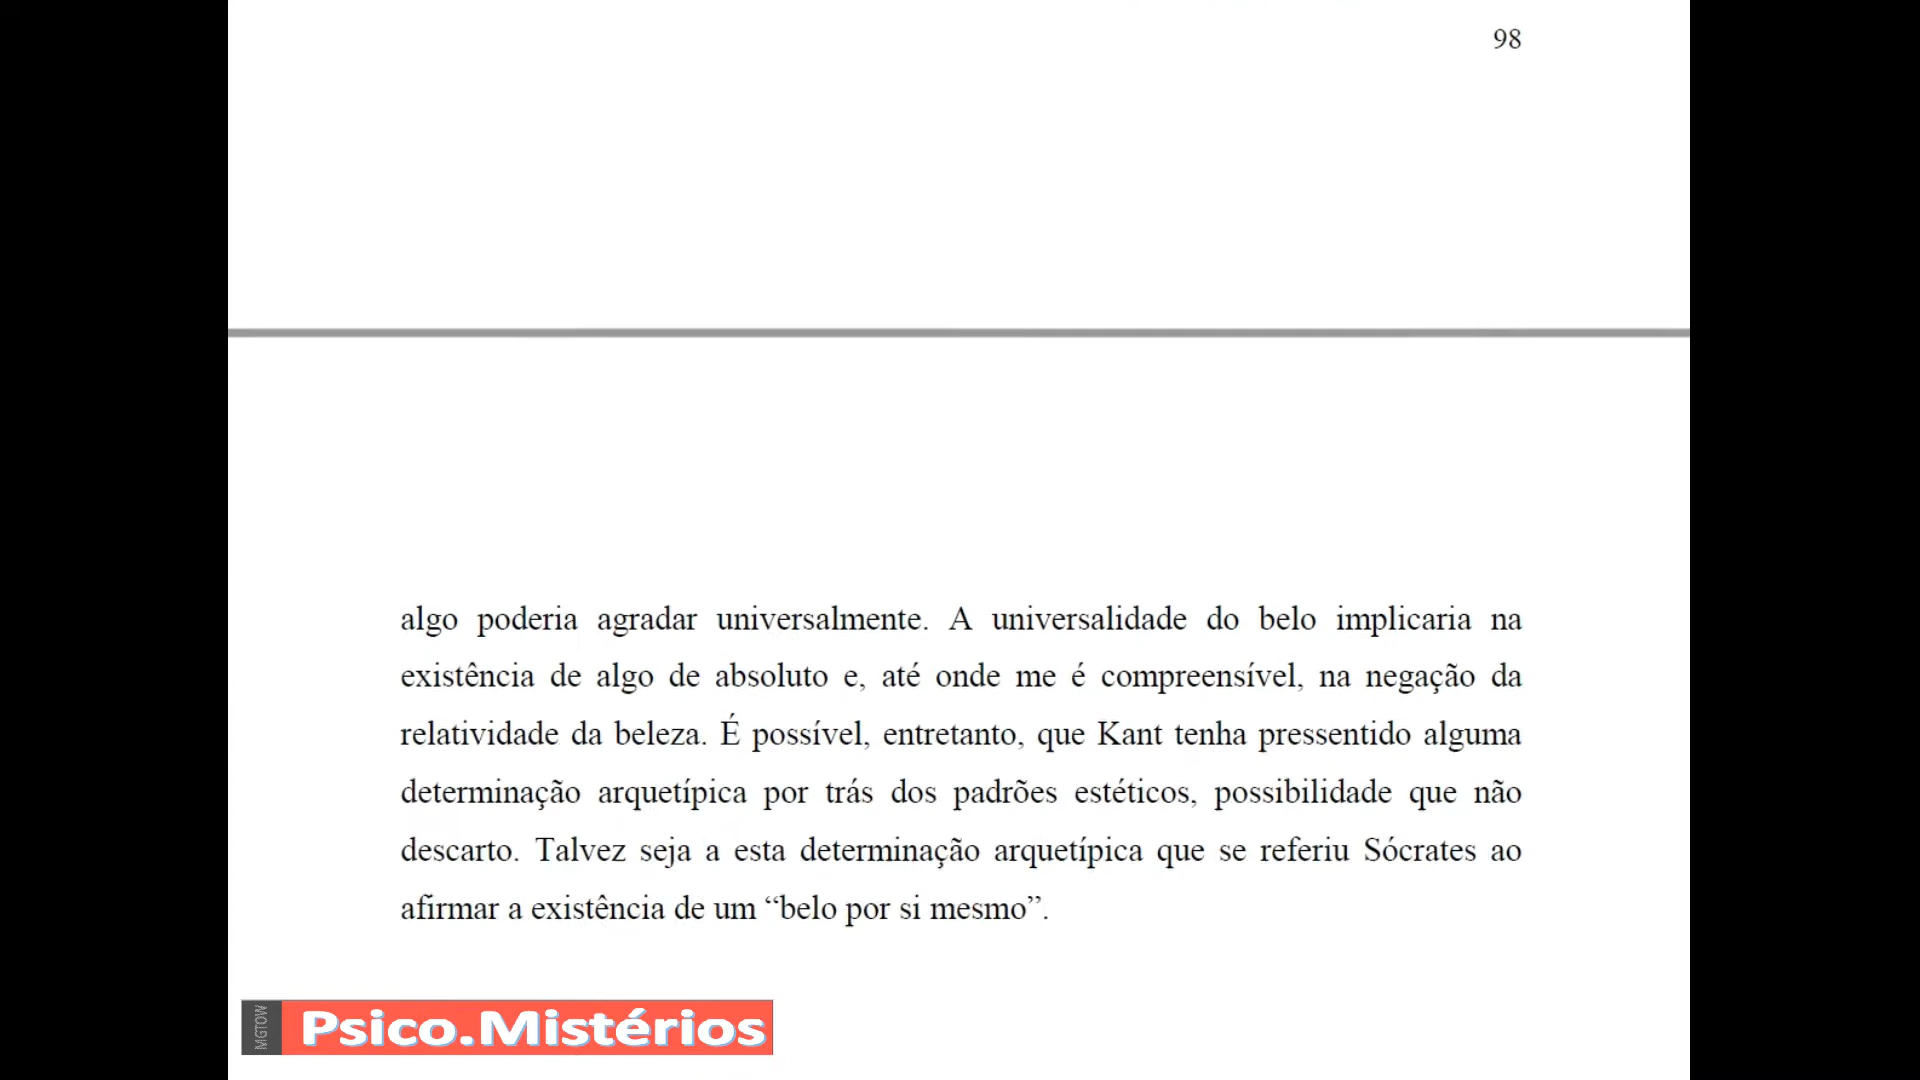 98
algo poderia agradar universalmente. A universalidade do belo implicaria na
existência de algo de absoluto e, até onde me é compreensível, na negação da
relatividade da beleza. É possível, entretanto, que Kant tenha pressentido alguma
determinação arquetípica por trás dos padrões estéticos, possibilidade que não
descarto. Talvez seja a esta determinação arquetípica que se referiu Sócrates ao
afirmar a existência de um “belo por si mesmo”.
MGTOW
Psico.Mistérios